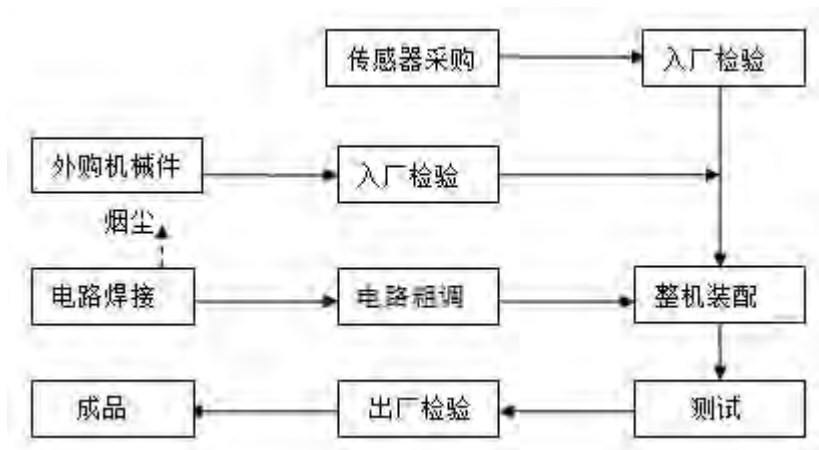 传感器采购
入厂检验
外购机械件
入厂检验
烟尘
电路焊接
电路粗调
整机装配
成品
出厂检验
测试